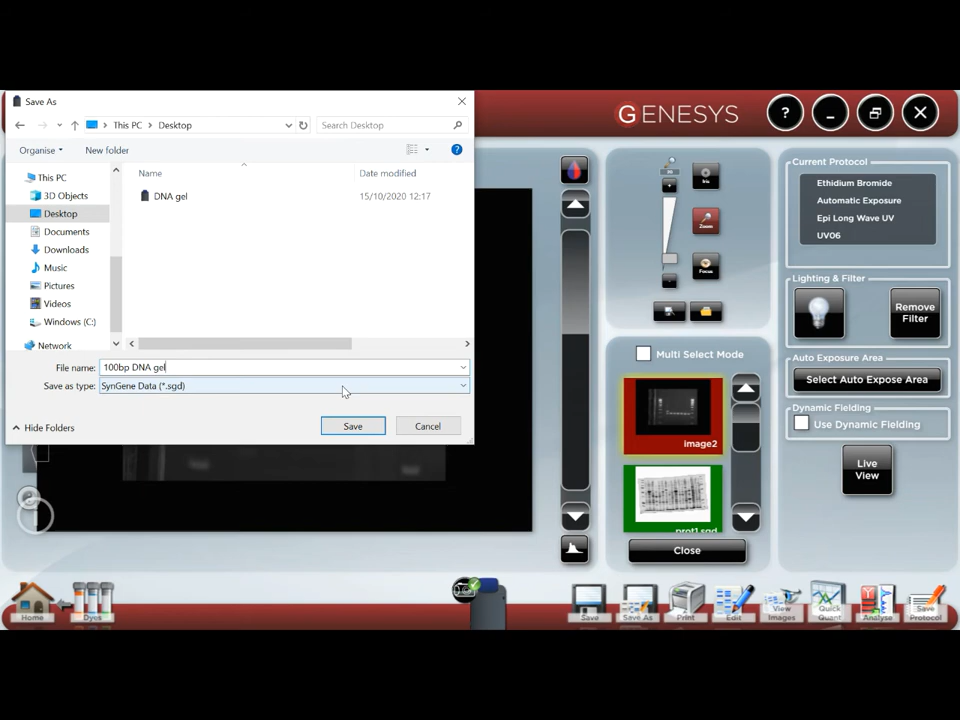 Save As
This PC
Desktop
Search Desktop
Organise
New folder
?
This PC
3D Objects
Desktop
Documents
Downloads
Music
Pictures
Videos
Windows (C:)
Network
Name
Date modified
DNA gel
15/10/2020 12:17
File name:
100bp DNA gel
Save as type:
SynGene Data (*.sgd)
Hide Folders
Save
Cancel
GENESYS
?
Iris
Zoom
Focus
Multi Select Mode
image2
prot1.sgd
Close
Current Protocol
Ethidium Bromide
Automatic Exposure
Epi Long Wave UV
UV06
Lighting & Filter
Remove
Filter
Auto Exposure Area
Select Auto Expose Area
Dynamic Fielding
Use Dynamic Fielding
Live
View
Home
Dyes
Save
Save As
Print
Edit
View
Images
Quick
Quant
Analyse
Save
Protocol